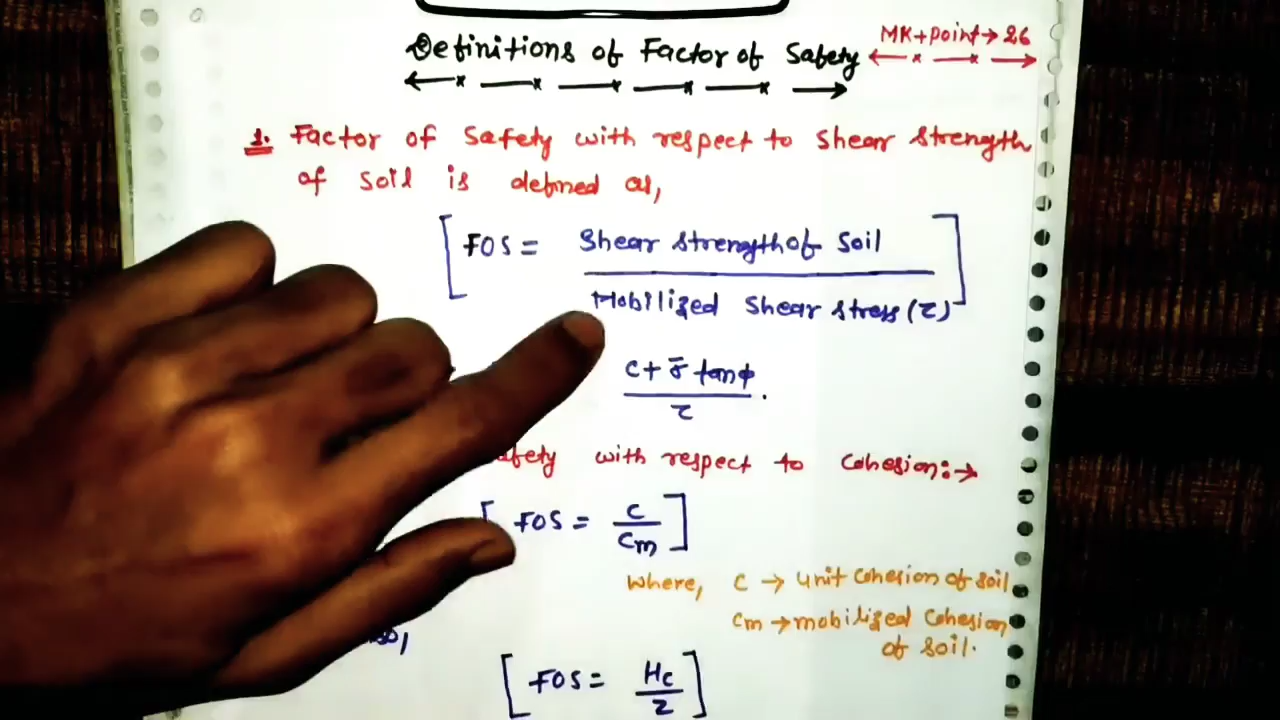 Definitions of Factor of Safety
MK+point→26
1. Factor of Safety with respect to shear strength
of soil is defined as,
[FOS = Shear strength of soil
Mobilized shear stress (τ)]
c+ σ̄ tanφ
τ
safety with respect to Cohesion:→
[FOS = c
cm]
where, c → unit cohesion of soil
cm → mobilized cohesion
of soil.
[FOS = Hc
z]